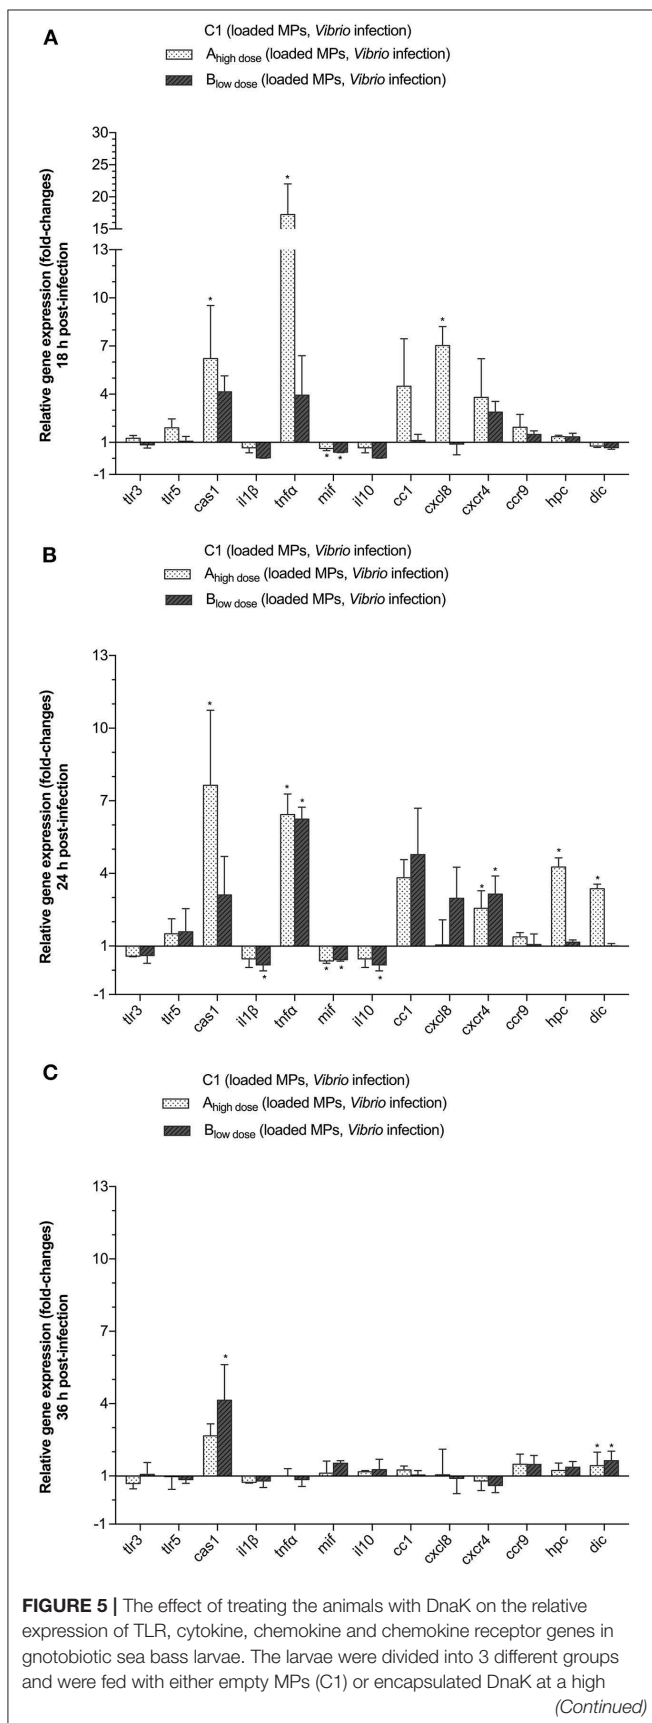 A
C1 (loaded MPs, Vibrio infection)
Ahigh dose (loaded MPs, Vibrio infection)
Blow dose (loaded MPs, Vibrio infection)
Relative gene expression (fold-changes)
18 h post-infection
30
25
20
15
13
10
7
4
1
-1
*
*
*
*
*
tlr3
tlr5
cas1
il1β
tnfα
mif
il10
cc1
cxcl8
cxcr4
ccr9
hpc
dic
B
C1 (loaded MPs, Vibrio infection)
Ahigh dose (loaded MPs, Vibrio infection)
Blow dose (loaded MPs, Vibrio infection)
Relative gene expression (fold-changes)
24 h post-infection
13
10
7
4
1
-1
*
*
*
*
*
*
*
*
*
*
*
tlr3
tlr5
cas1
il1β
tnfα
mif
il10
cc1
cxcl8
cxcr4
ccr9
hpc
dic
C
C1 (loaded MPs, Vibrio infection)
Ahigh dose (loaded MPs, Vibrio infection)
Blow dose (loaded MPs, Vibrio infection)
Relative gene expression (fold-changes)
36 h post-infection
13
10
7
4
1
-1
*
*
*
tlr3
tlr5
cas1
il1β
tnfα
mif
il10
cc1
cxcl8
cxcr4
ccr9
hpc
dic
FIGURE 5 | The effect of treating the animals with DnaK on the relative
expression of TLR, cytokine, chemokine and chemokine receptor genes in
gnotobiotic sea bass larvae. The larvae were divided into 3 different groups
and were fed with either empty MPs (C1) or encapsulated DnaK at a high
(Continued)